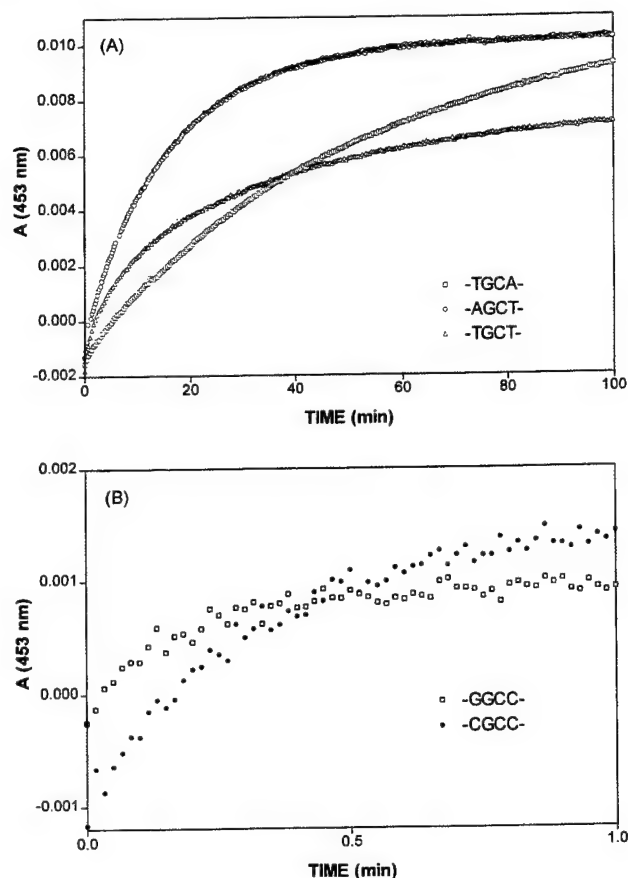 (A)
0.010
0.008
0.006
0.004
0.002
0.000
-0.002
A (453 nm)
□ -TGCA-
○ -AGCT-
△ -TGCT-
0 20 40 60 80 100
TIME (min)
(B)
0.002
0.001
0.000
-0.001
A (453 nm)
□ -GGCC-
• -CGCC-
0.0 0.5 1.0
TIME (min)